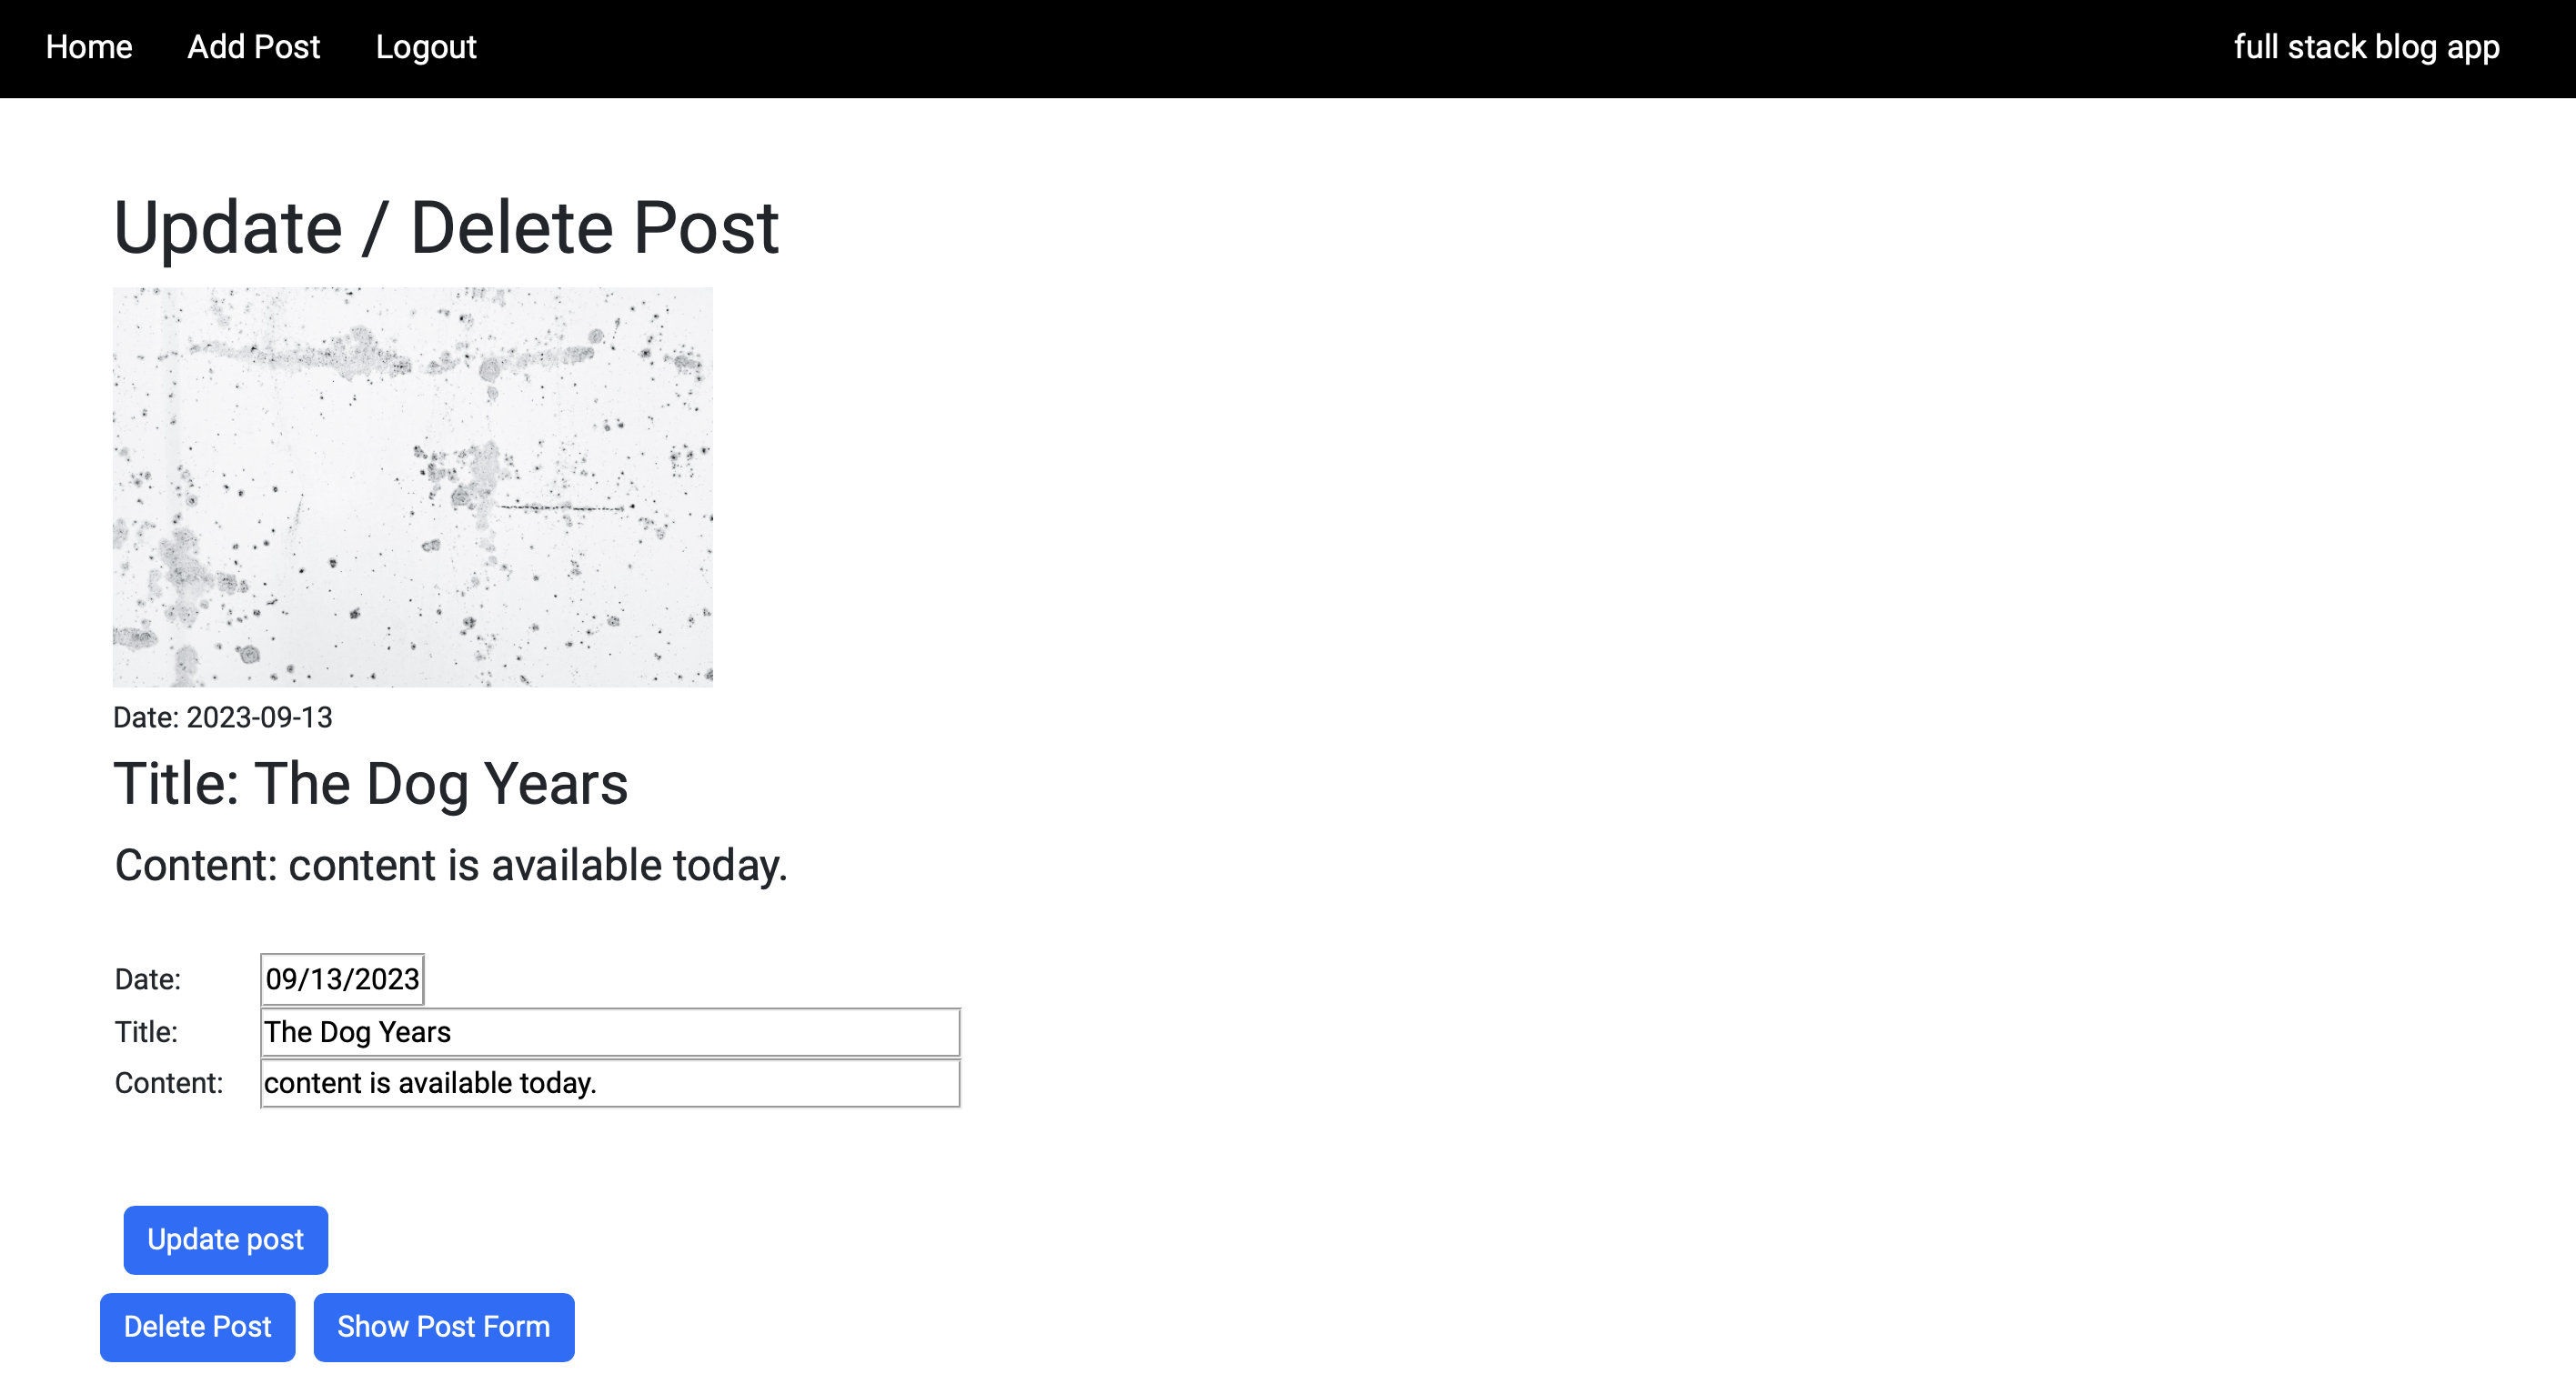 Home Add Post Logout full stack blog app
Update / Delete Post
Date: 2023-09-13
Title: The Dog Years
Content: content is available today.
Date: 09/13/2023
Title: The Dog Years
Content: content is available today.
Update post
Delete Post Show Post Form